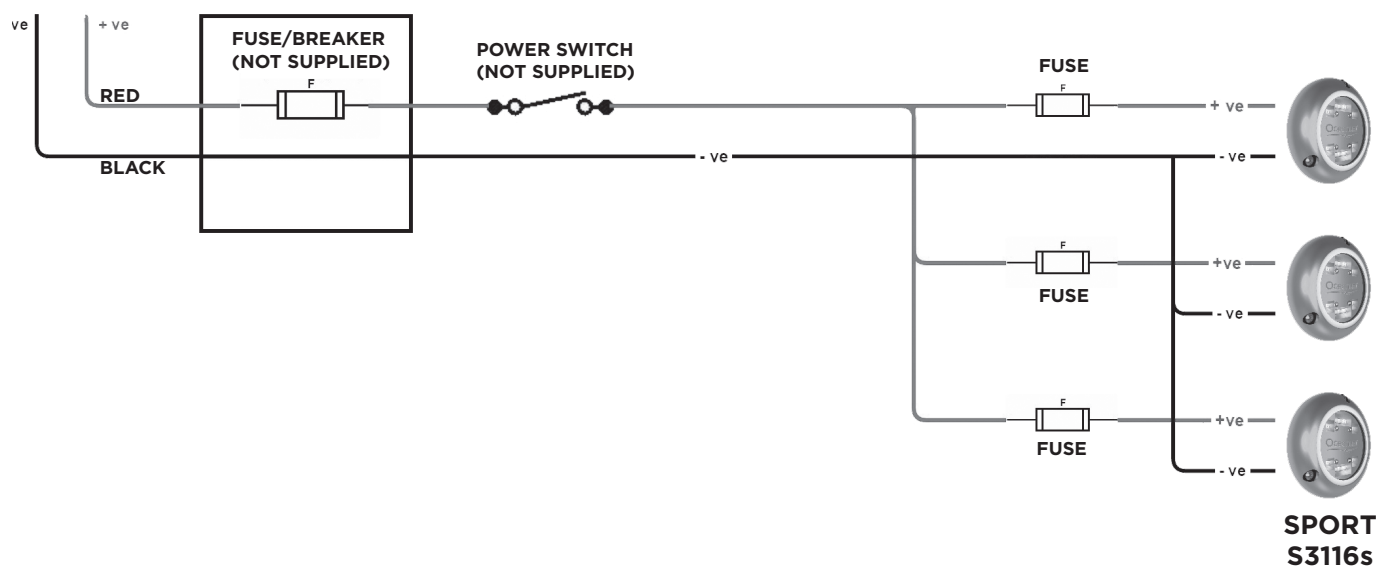 ve
+ ve
FUSE/BREAKER
(NOT SUPPLIED)
F
RED
BLACK
POWER SWITCH
(NOT SUPPLIED)
- ve
FUSE
F
+ ve
- ve
F
FUSE
+ve
- ve
F
FUSE
+ve
- ve
SPORT
S3116s